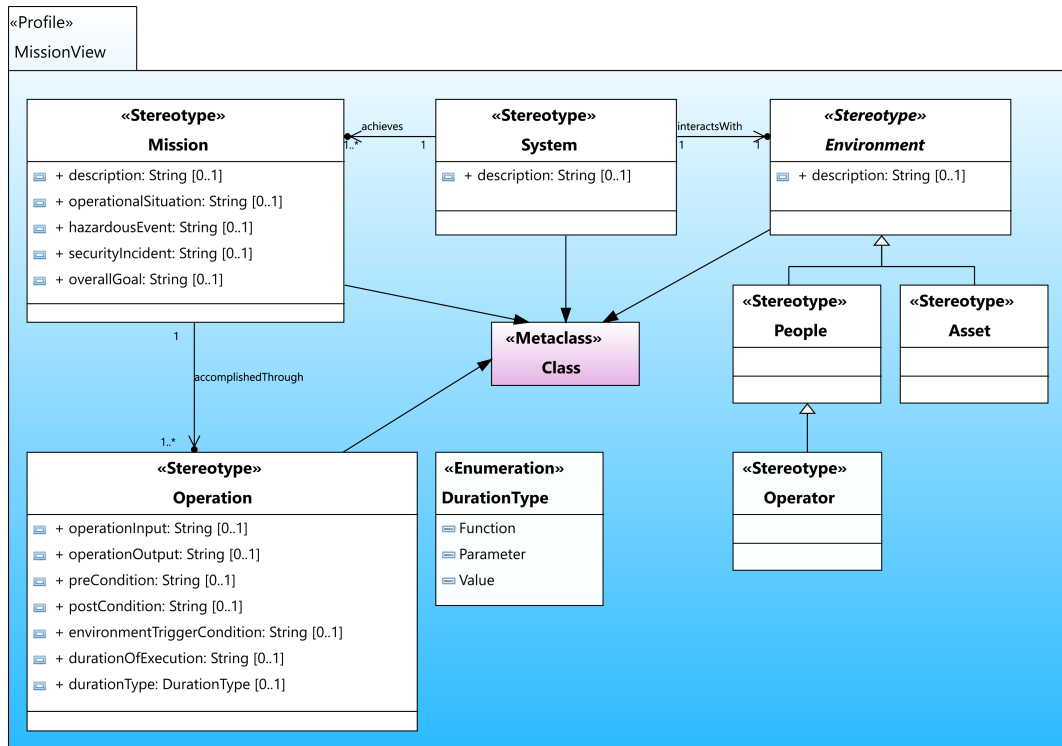 «Profile»
MissionView
«Stereotype»
Mission
+ description: String [0..1]
+ operationalSituation: String [0..1]
+ hazardousEvent: String [0..1]
+ securityIncident: String [0..1]
+ overallGoal: String [0..1]
achieves
1..*
1
«Stereotype»
System
+ description: String [0..1]
interactsWith
1
1
«Stereotype»
Environment
+ description: String [0..1]
«Metaclass»
Class
«Stereotype»
People
«Stereotype»
Asset
1
accomplishedThrough
1..*
«Stereotype»
Operation
+ operationInput: String [0..1]
+ operationOutput: String [0..1]
+ preCondition: String [0..1]
+ postCondition: String [0..1]
+ environmentTriggerCondition: String [0..1]
+ durationOfExecution: String [0..1]
+ durationType: DurationType [0..1]
«Enumeration»
DurationType
Function
Parameter
Value
«Stereotype»
Operator